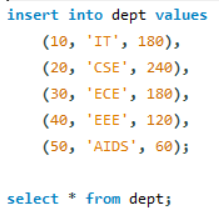 insert into dept values
(10, 'IT', 180),
(20, 'CSE', 240),
(30, 'ECE', 180),
(40, 'EEE', 120),
(50, 'AIDS', 60);
select * from dept;